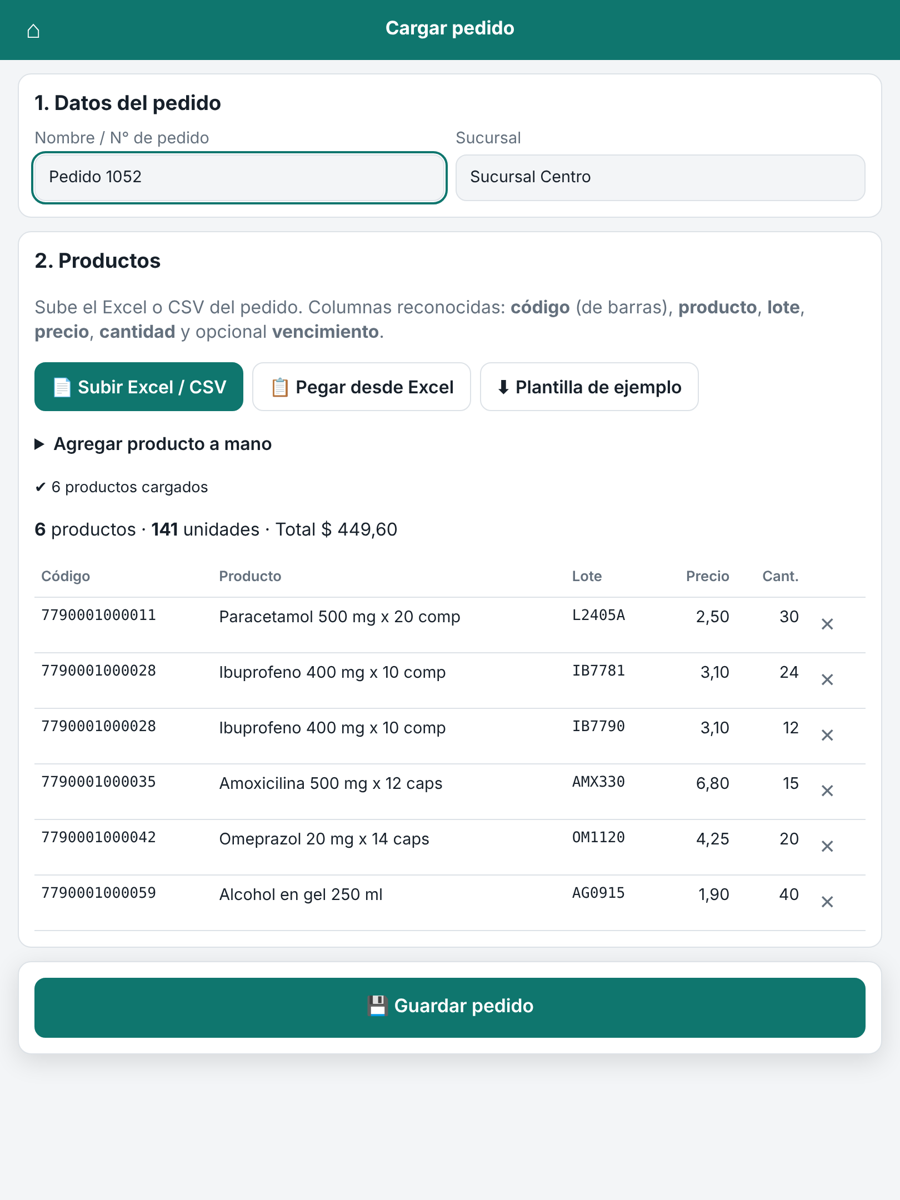 ⌂ Cargar pedido
1. Datos del pedido
Nombre / N° de pedido Sucursal
Pedido 1052 Sucursal Centro
2. Productos
Sube el Excel o CSV del pedido. Columnas reconocidas: código (de barras), producto, lote,
precio, cantidad y opcional vencimiento.
📄 Subir Excel / CSV 📋 Pegar desde Excel ⬇ Plantilla de ejemplo
▶ Agregar producto a mano
✔ 6 productos cargados
6 productos · 141 unidades · Total $ 449,60
Código Producto Lote Precio Cant.
7790001000011 Paracetamol 500 mg x 20 comp L2405A 2,50 30 ✕
7790001000028 Ibuprofeno 400 mg x 10 comp IB7781 3,10 24 ✕
7790001000028 Ibuprofeno 400 mg x 10 comp IB7790 3,10 12 ✕
7790001000035 Amoxicilina 500 mg x 12 caps AMX330 6,80 15 ✕
7790001000042 Omeprazol 20 mg x 14 caps OM1120 4,25 20 ✕
7790001000059 Alcohol en gel 250 ml AG0915 1,90 40 ✕
💾 Guardar pedido